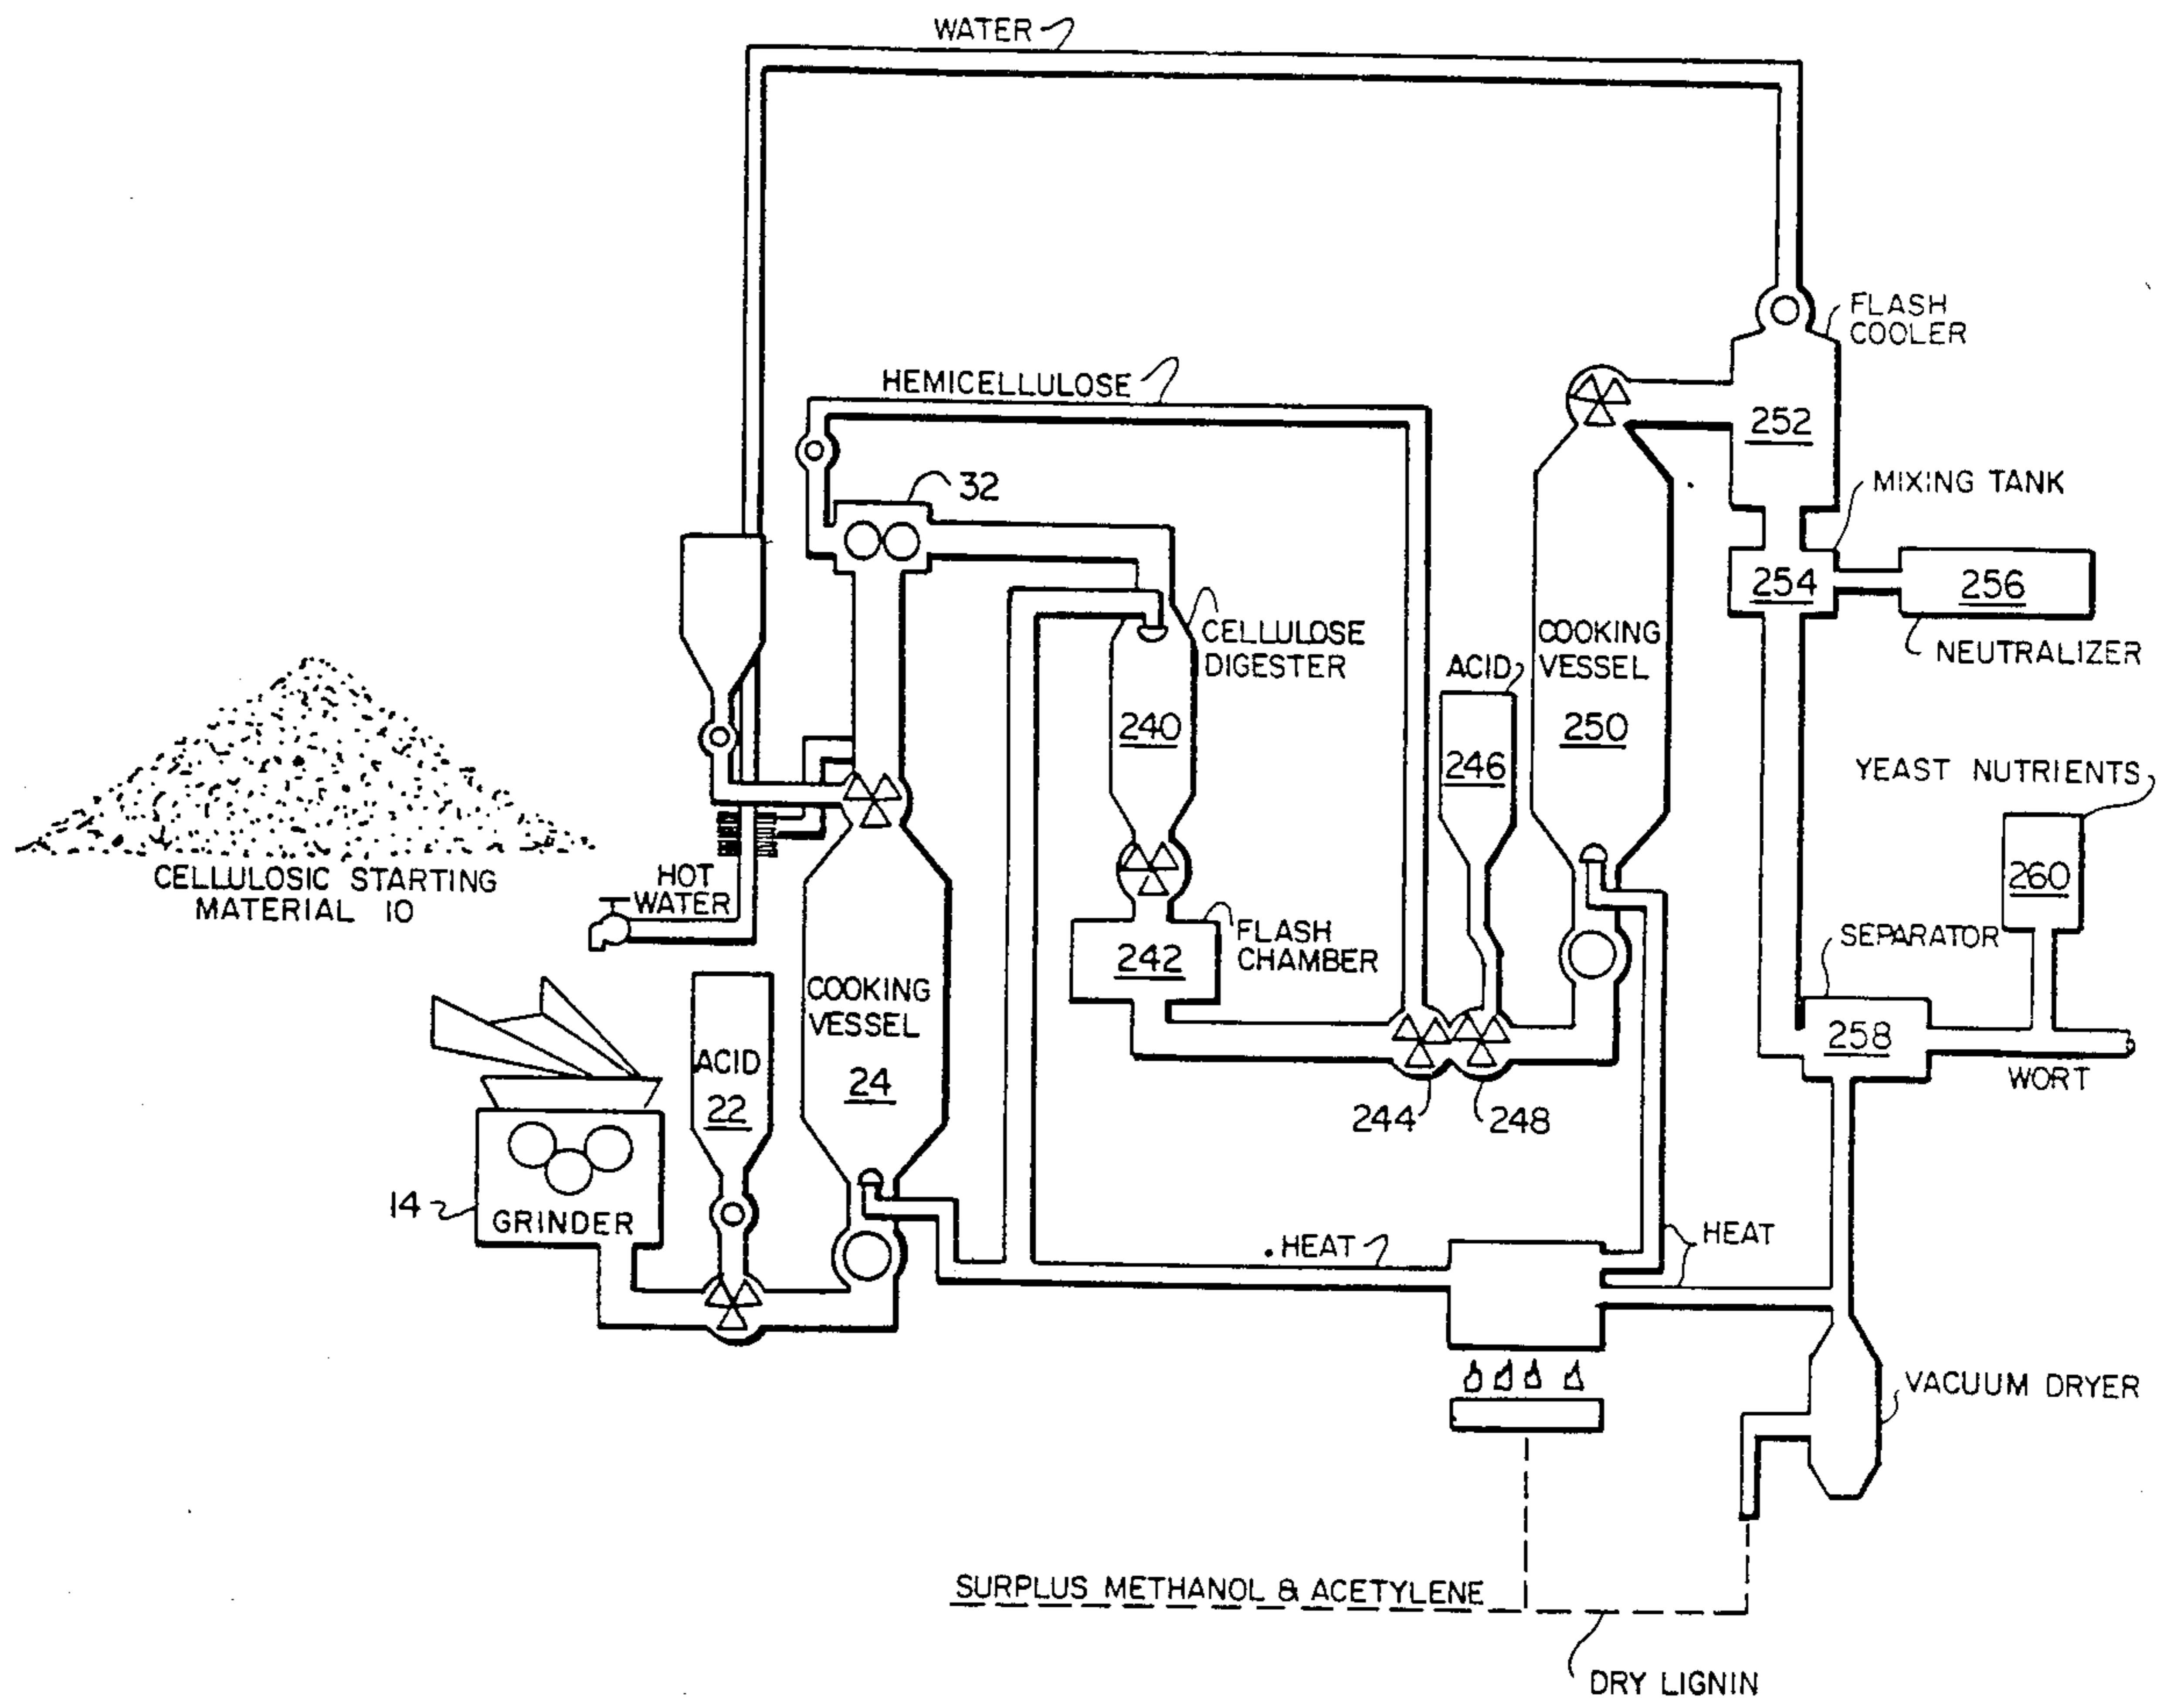 WATER
FLASH
COOLER
HEMICELLULOSE
252
32
MIXING TANK
254
256
CELLULOSE
DIGESTER
COOKING
VESSEL
NEUTRALIZER
ACID
240
250
246
YEAST NUTRIENTS
260
CELLULOSIC STARTING
MATERIAL 10
HOT
WATER
FLASH
CHAMBER
242
SEPARATOR
COOKING
VESSEL
258
ACID
24
WORT
22
244
248
14
GRINDER
HEAT
HEAT
VACUUM DRYER
SURPLUS METHANOL & ACETYLENE
DRY LIGNIN